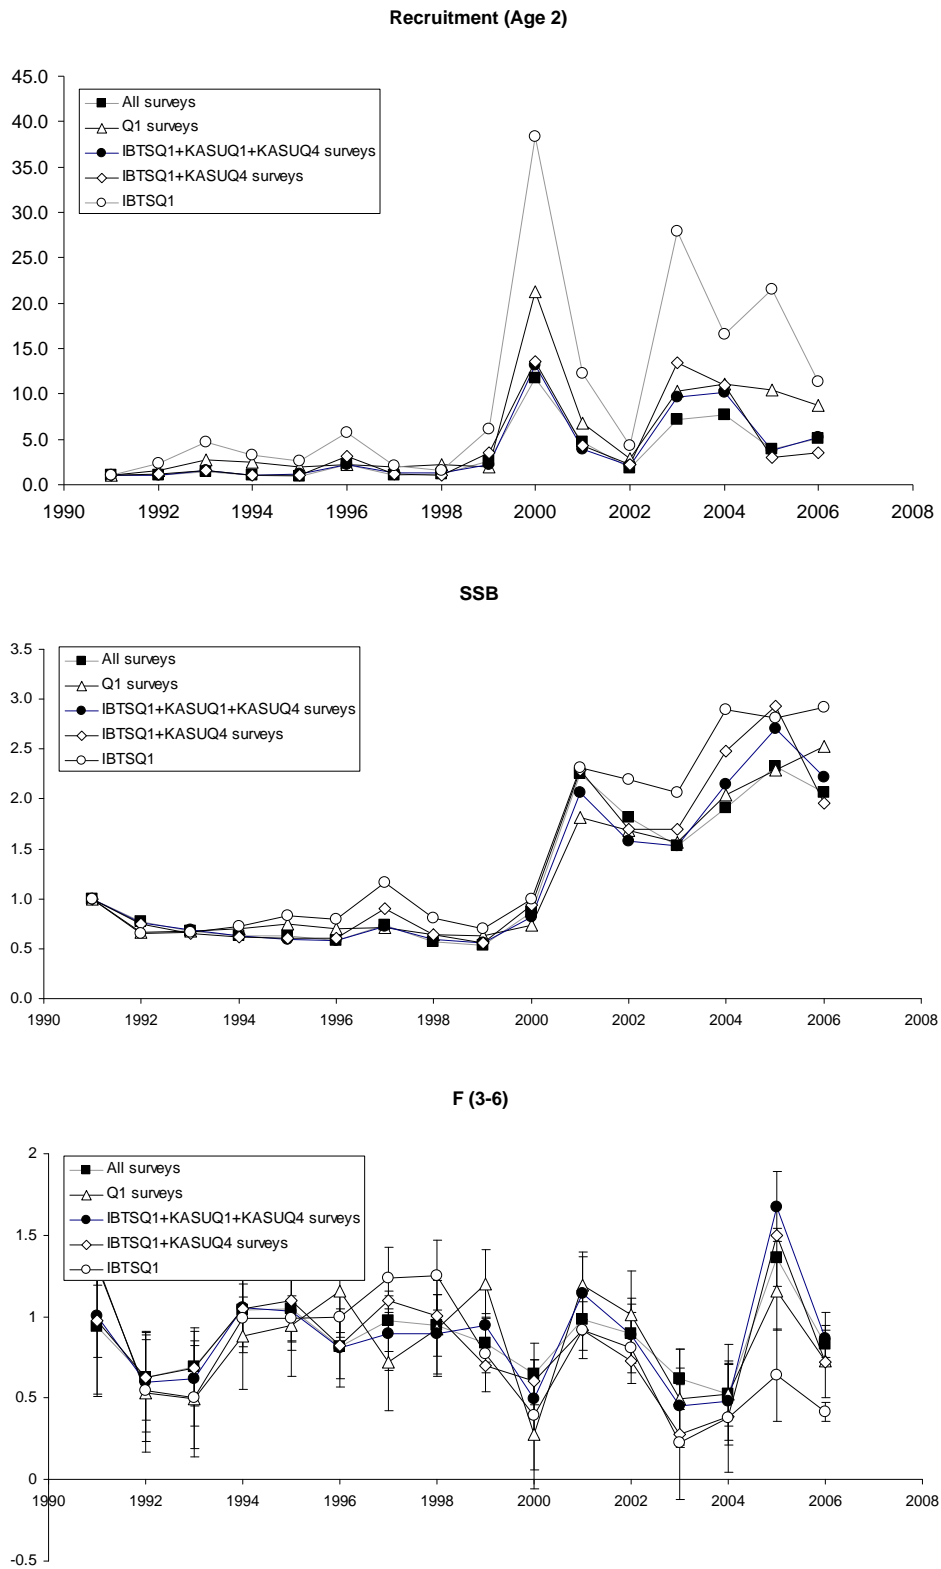 Recruitment (Age 2)
45.0
40.0
35.0
30.0
25.0
20.0
15.0
10.0
5.0
0.0
All surveys
Q1 surveys
IBTSQ1+KASUQ1+KASUQ4 surveys
IBTSQ1+KASUQ4 surveys
IBTSQ1
1990 1992 1994 1996 1998 2000 2002 2004 2006 2008
SSB
3.5
3.0
2.5
2.0
1.5
1.0
0.5
0.0
All surveys
Q1 surveys
IBTSQ1+KASUQ1+KASUQ4 surveys
IBTSQ1+KASUQ4 surveys
IBTSQ1
1990 1992 1994 1996 1998 2000 2002 2004 2006 2008
F (3-6)
2
1.5
1
0.5
0
-0.5
All surveys
Q1 surveys
IBTSQ1+KASUQ1+KASUQ4 surveys
IBTSQ1+KASUQ4 surveys
IBTSQ1
1990 1992 1994 1996 1998 2000 2002 2004 2006 2008